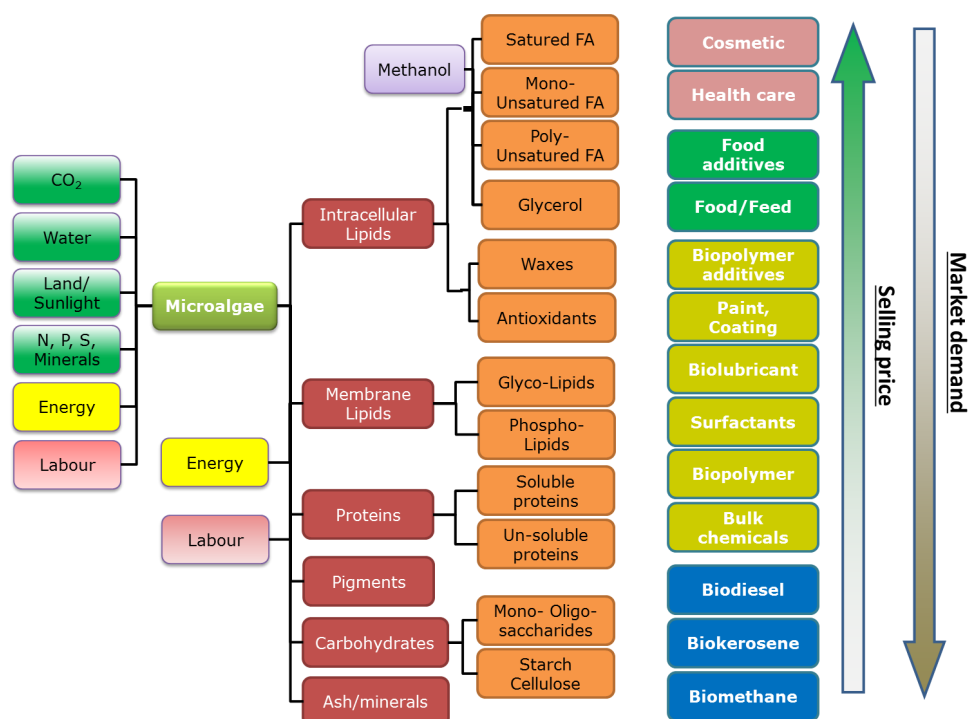 CO₂
Water
Land/
Sunlight
N, P, S,
Minerals
Energy
Labour
Microalgae
Energy
Labour
Intracellular
Lipids
Membrane
Lipids
Proteins
Pigments
Carbohydrates
Ash/minerals
Methanol
Satured FA
Mono-
Unsatured FA
Poly-
Unsatured FA
Glycerol
Waxes
Antioxidants
Glyco-Lipids
Phospho-
Lipids
Soluble
proteins
Un-soluble
proteins
Mono- Oligo-
saccharides
Starch
Cellulose
Cosmetic
Health care
Food
additives
Food/Feed
Biopolymer
additives
Paint,
Coating
Biolubricant
Surfactants
Biopolymer
Bulk
chemicals
Biodiesel
Biokerosene
Biomethane
Selling price
Market demand